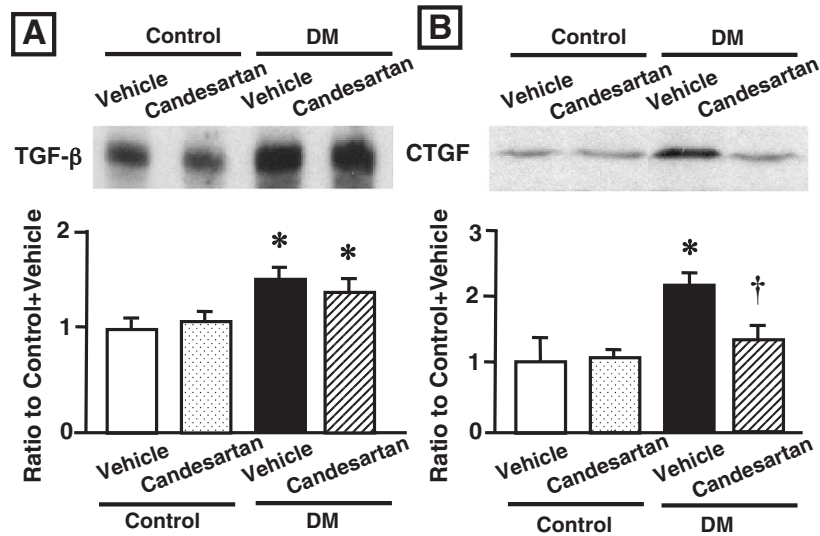 A
Control DM
Vehicle Candesartan Vehicle Candesartan
TGF-β
Ratio to Control+Vehicle
2
1
0
*
*
Vehicle Candesartan Vehicle Candesartan
Control DM
B
Control DM
Vehicle Candesartan Vehicle Candesartan
CTGF
Ratio to Control+Vehicle
3
2
1
0
*
†
Vehicle Candesartan Vehicle Candesartan
Control DM